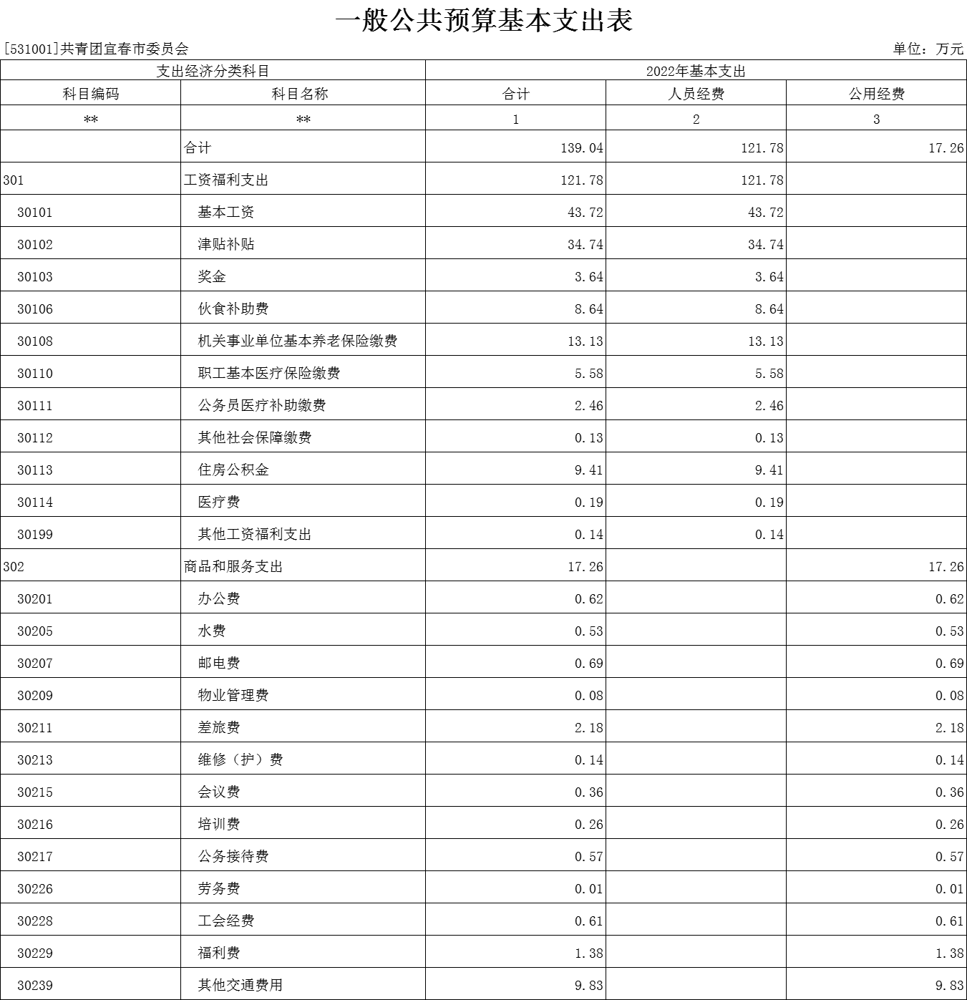 一般公共预算基本支出表
[531001]共青团宜春市委员会 单位：万元
支出经济分类科目 2022年基本支出
科目编码 科目名称 合计 人员经费 公用经费
** ** 1 2 3
合计 139.04 121.78 17.26
301 工资福利支出 121.78 121.78
30101 基本工资 43.72 43.72
30102 津贴补贴 34.74 34.74
30103 奖金 3.64 3.64
30106 伙食补助费 8.64 8.64
30108 机关事业单位基本养老保险缴费 13.13 13.13
30110 职工基本医疗保险缴费 5.58 5.58
30111 公务员医疗补助缴费 2.46 2.46
30112 其他社会保障缴费 0.13 0.13
30113 住房公积金 9.41 9.41
30114 医疗费 0.19 0.19
30199 其他工资福利支出 0.14 0.14
302 商品和服务支出 17.26 17.26
30201 办公费 0.62 0.62
30205 水费 0.53 0.53
30207 邮电费 0.69 0.69
30209 物业管理费 0.08 0.08
30211 差旅费 2.18 2.18
30213 维修（护）费 0.14 0.14
30215 会议费 0.36 0.36
30216 培训费 0.26 0.26
30217 公务接待费 0.57 0.57
30226 劳务费 0.01 0.01
30228 工会经费 0.61 0.61
30229 福利费 1.38 1.38
30239 其他交通费用 9.83 9.83